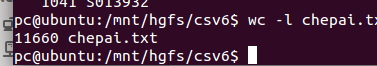 1041 S013932
pc@ubuntu:/mnt/hgfs/csv6$ wc -l chepai.tx
11660 chepai.txt
pc@ubuntu:/mnt/hgfs/csv6$